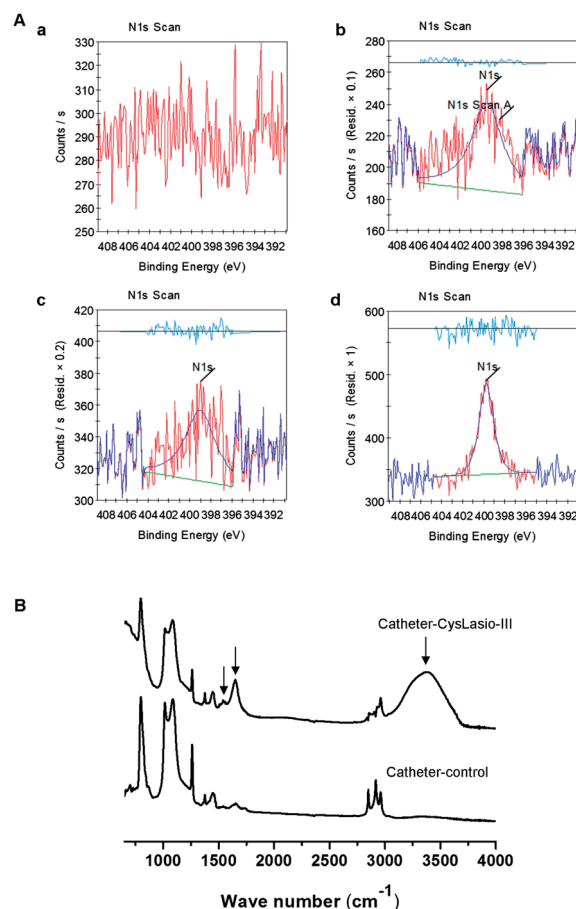 A
a
N1s Scan
330
320
310
300
290
280
270
260
250
Counts / s
408 406 404 402 400 398 396 394 392
Binding Energy (eV)
b
N1s Scan
280
260
240
220
200
180
160
Counts / s (Resid. × 0.1)
N1s
N1s Scan A
408 406 404 402 400 398 396 394 392
Binding Energy (eV)
c
N1s Scan
420
400
380
360
340
320
300
Counts / s (Resid. × 0.2)
N1s
408 406 404 402 400 398 396 394 392
Binding Energy (eV)
d
N1s Scan
600
500
400
350
300
Counts / s (Resid. × 1)
N1s
408 406 404 402 400 398 396 394 392
Binding Energy (eV)
B
Catheter-CysLasio-III
Catheter-control
1000 1500 2000 2500 3000 3500 4000
Wave number (cm⁻¹)